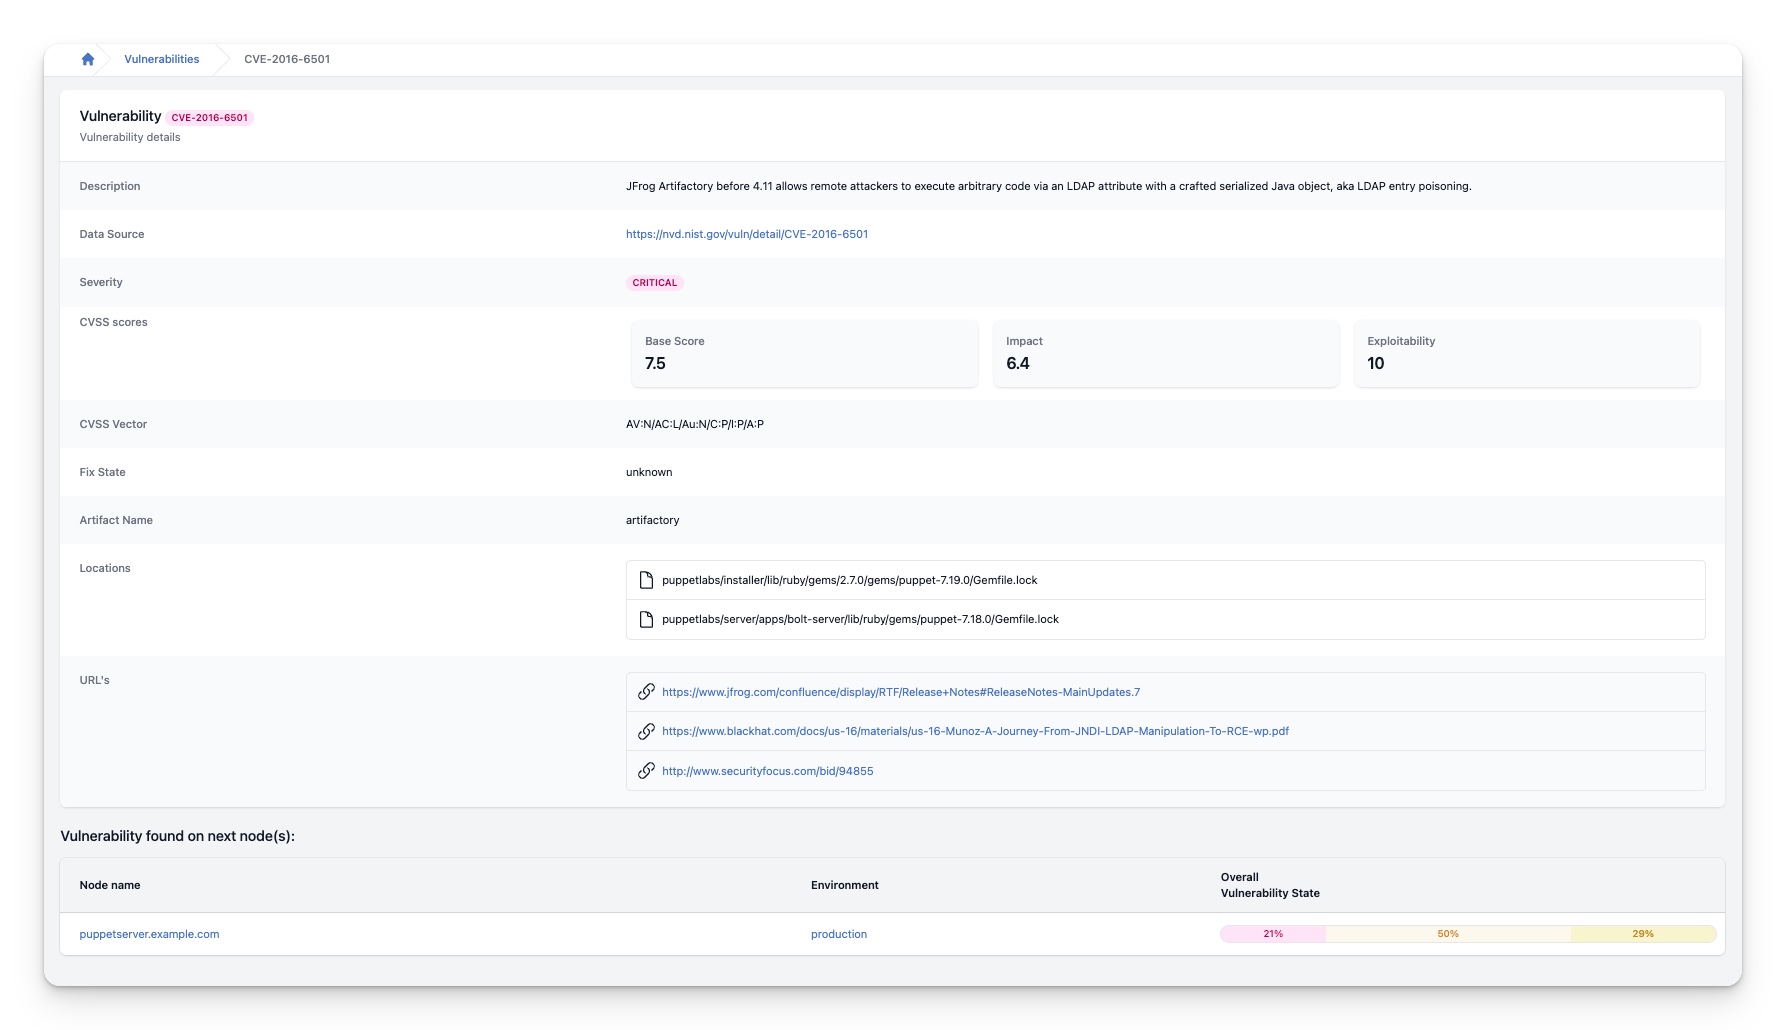 Vulnerabilities
CVE-2016-6501
Vulnerability CVE-2016-6501
Vulnerability details
Description
JFrog Artifactory before 4.11 allows remote attackers to execute arbitrary code via an LDAP attribute with a crafted serialized Java object, aka LDAP entry poisoning.
Data Source
https://nvd.nist.gov/vuln/detail/CVE-2016-6501
Severity
CRITICAL
CVSS scores
Base Score
7.5
Impact
6.4
Exploitability
10
CVSS Vector
AV:N/AC:L/Au:N/C:P/I:P/A:P
Fix State
unknown
Artifact Name
artifactory
Locations
puppetlabs/installer/lib/ruby/gems/2.7.0/gems/puppet-7.19.0/Gemfile.lock
puppetlabs/server/apps/bolt-server/lib/ruby/gems/puppet-7.18.0/Gemfile.lock
URL's
https://www.jfrog.com/confluence/display/RTF/Release+Notes#ReleaseNotes-MainUpdates.7
https://www.blackhat.com/docs/us-16/materials/us-16-Munoz-A-Journey-From-JNDI-LDAP-Manipulation-To-RCE-wp.pdf
http://www.securityfocus.com/bid/94855
Vulnerability found on next node(s):
Node name
Environment
Overall
Vulnerability State
puppetserver.example.com
production
21%
50%
29%